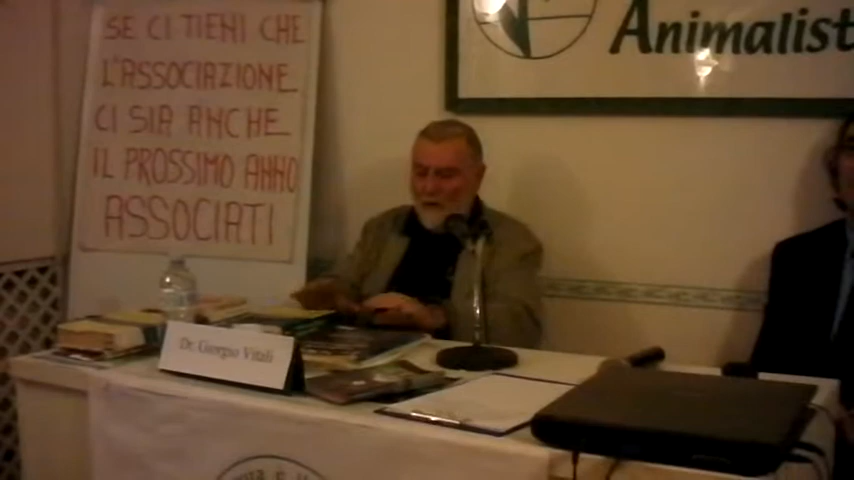 SE CI TIENI CHE
L'ASSOCIAZIONE
CI SIA ANCHE
IL PROSSIMO ANNO
ASSOCIATI
Animalist
Dr. Giorgio Vitali